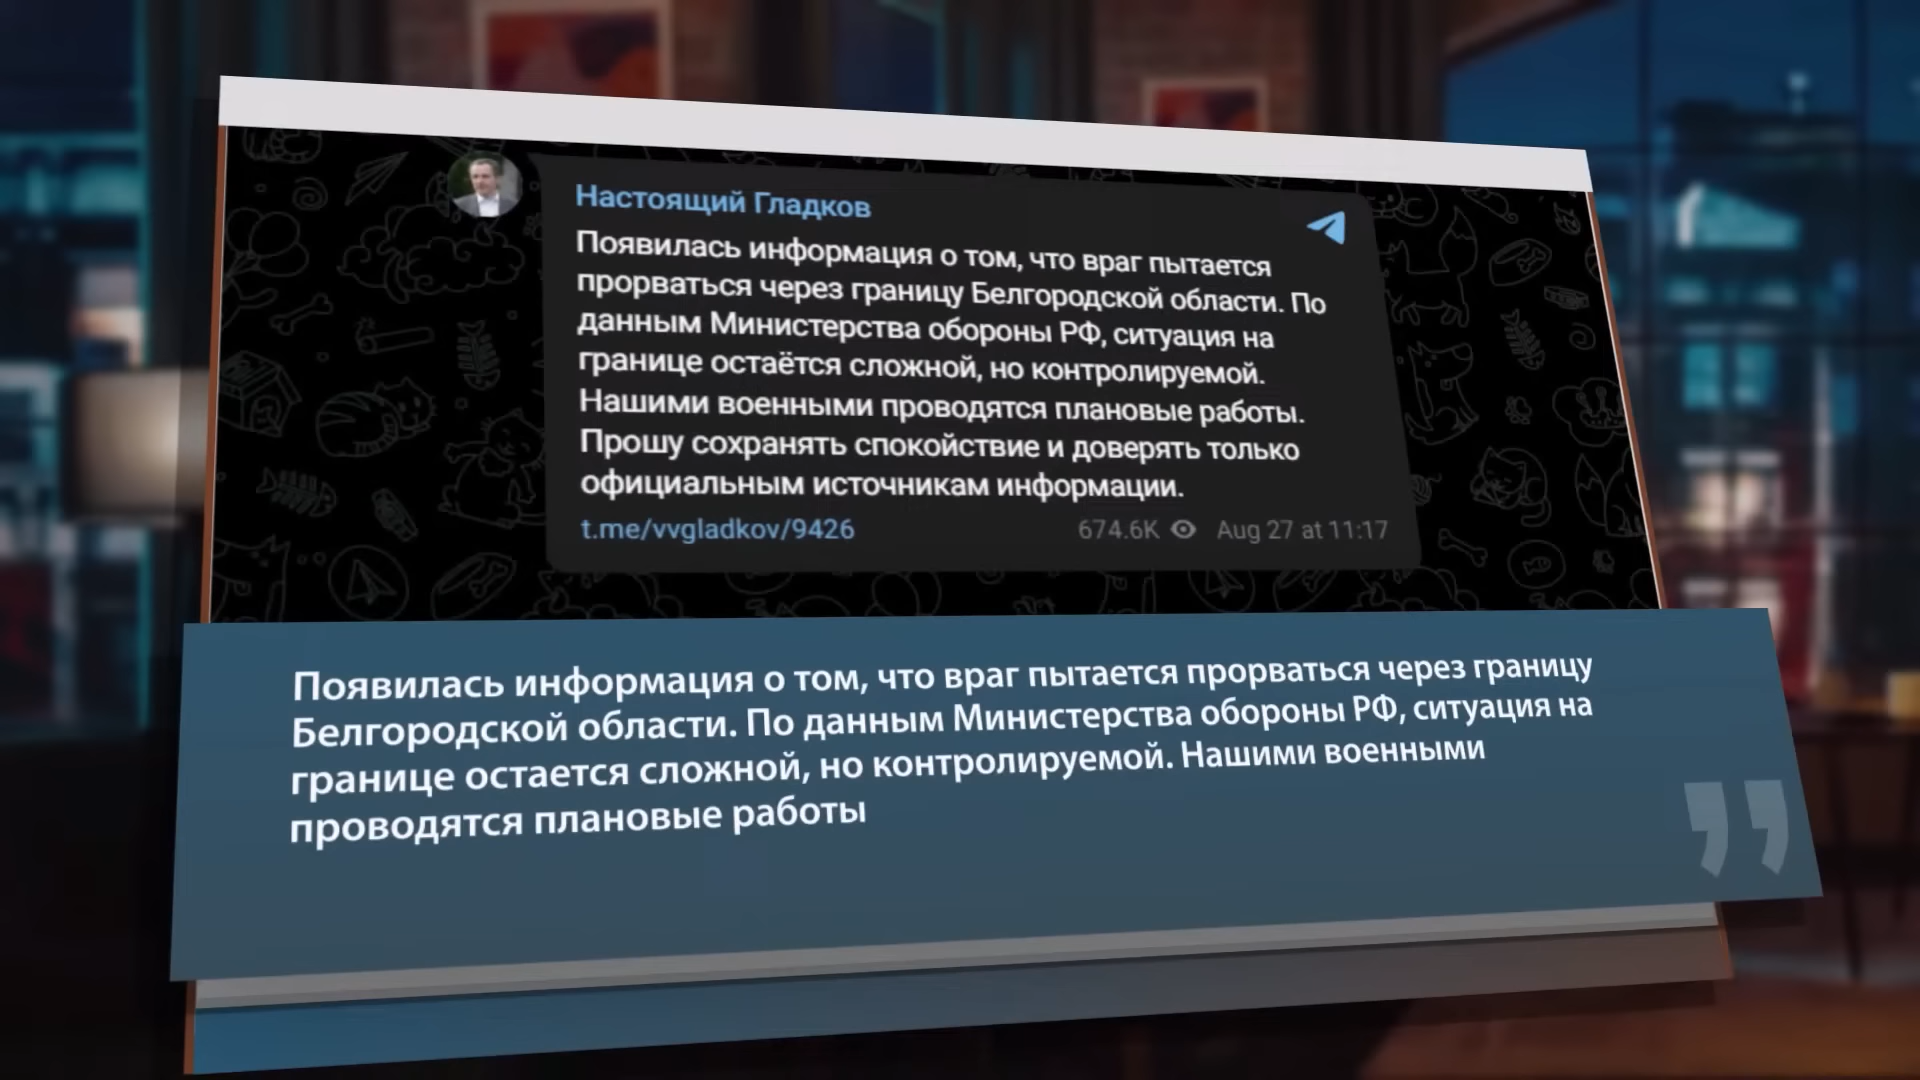 Настоящий Гладков
Появилась информация о том, что враг пытается
прорваться через границу Белгородской области. По
данным Министерства обороны РФ, ситуация на
границе остаётся сложной, но контролируемой.
Нашими военными проводятся плановые работы.
Прошу сохранять спокойствие и доверять только
официальным источникам информации.
t.me/vvgladkov/9426 674.6K Aug 27 at 11:17
Появилась информация о том, что враг пытается прорваться через границу
Белгородской области. По данным Министерства обороны РФ, ситуация на
границе остается сложной, но контролируемой. Нашими военными
проводятся плановые работы
”